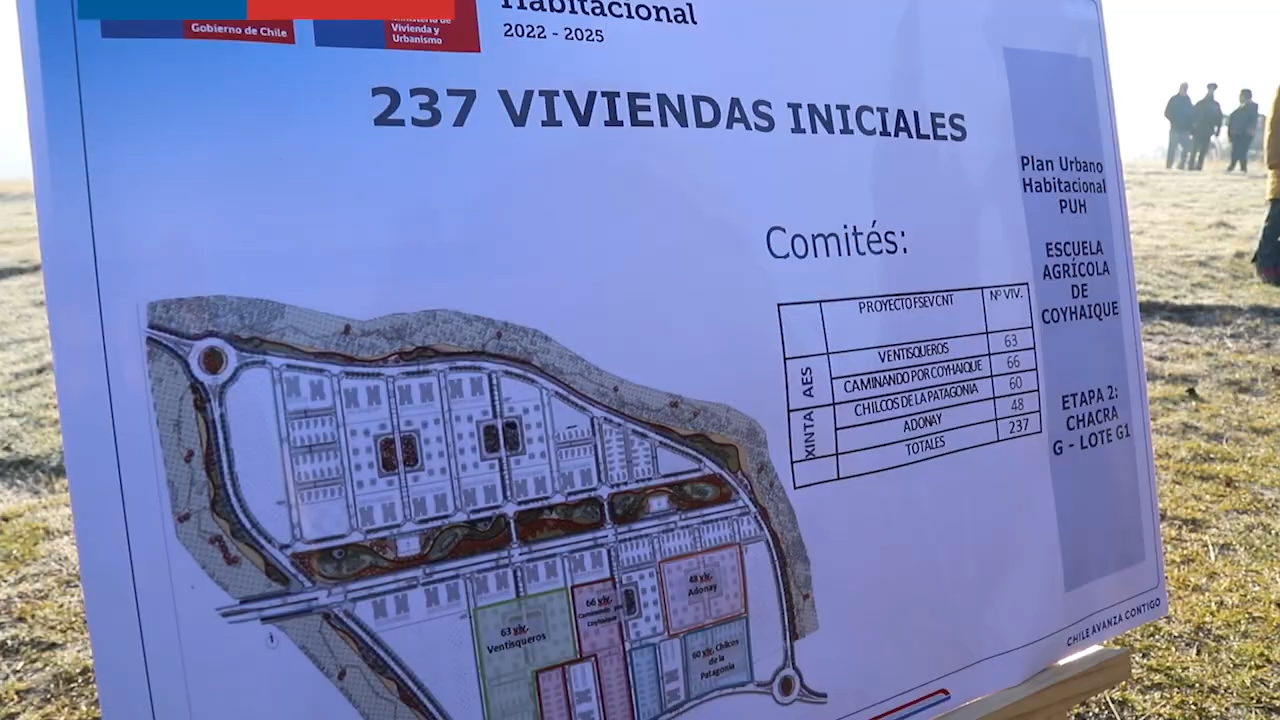 Habitacional
2022 - 2025
Gobierno de Chile
Ministerio de
Vivienda y
Urbanismo
237 VIVIENDAS INICIALES
Plan Urbano
Habitacional
PUH
ESCUELA
AGRÍCOLA
DE
COYHAIQUE
ETAPA 2:
CHACRA
G - LOTE G1
Comités:
PROYECTO FSEV CNT Nº VIV.
AES
VENTISQUEROS 63
CAMINANDO POR COYHAIQUE 66
XINTA
CHILCOS DE LA PATAGONIA 60
ADONAY 48
TOTALES 237
48 viv.
Adonay
66 viv.
Caminando por
Coyhaique
63 viv.
Ventisqueros
60 viv. Chilcos
de la
Patagonia
CHILE AVANZA CONTIGO